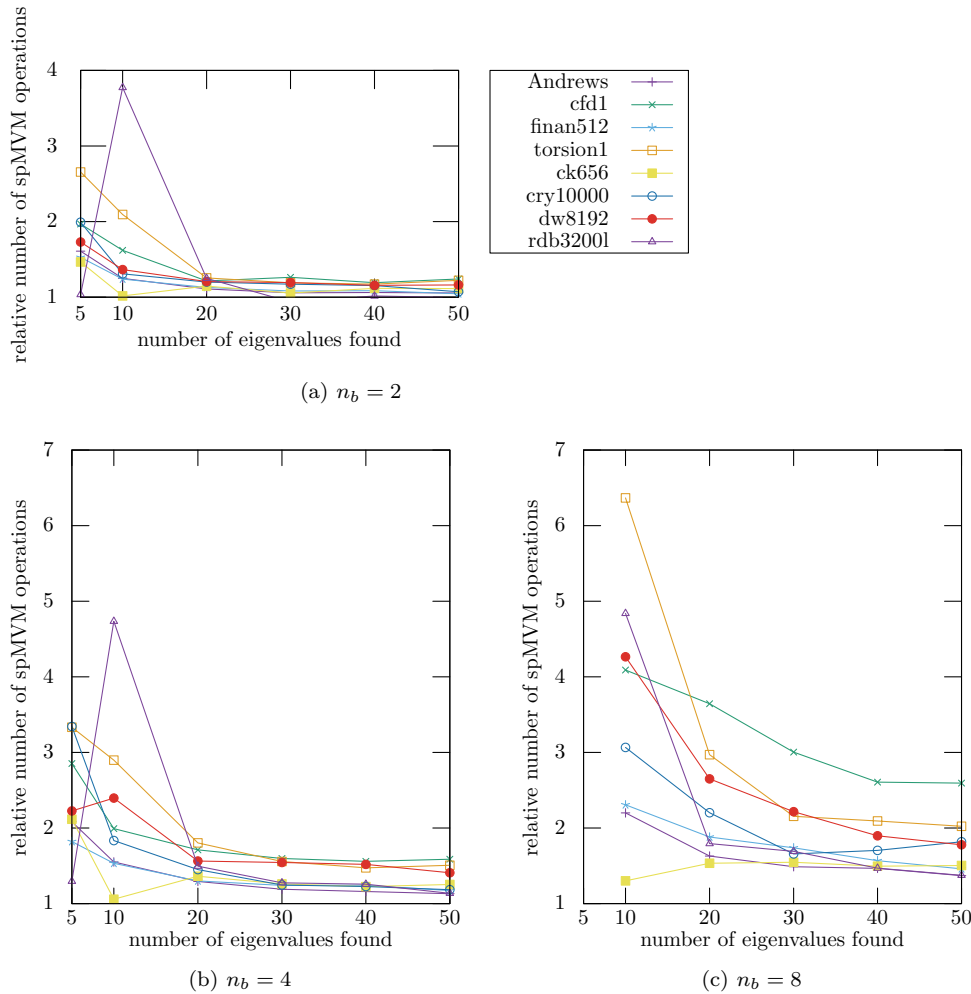 relative number of spMVM operations
4
3
2
1
5 10 20 30 40 50
number of eigenvalues found
Andrews
cfd1
finan512
torsion1
ck656
cry10000
dw8192
rdb3200l
(a) n_b = 2
relative number of spMVM operations
7
6
5
4
3
2
1
5 10 20 30 40 50
number of eigenvalues found
(b) n_b = 4
relative number of spMVM operations
7
6
5
4
3
2
1
5 10 20 30 40 50
number of eigenvalues found
(c) n_b = 8